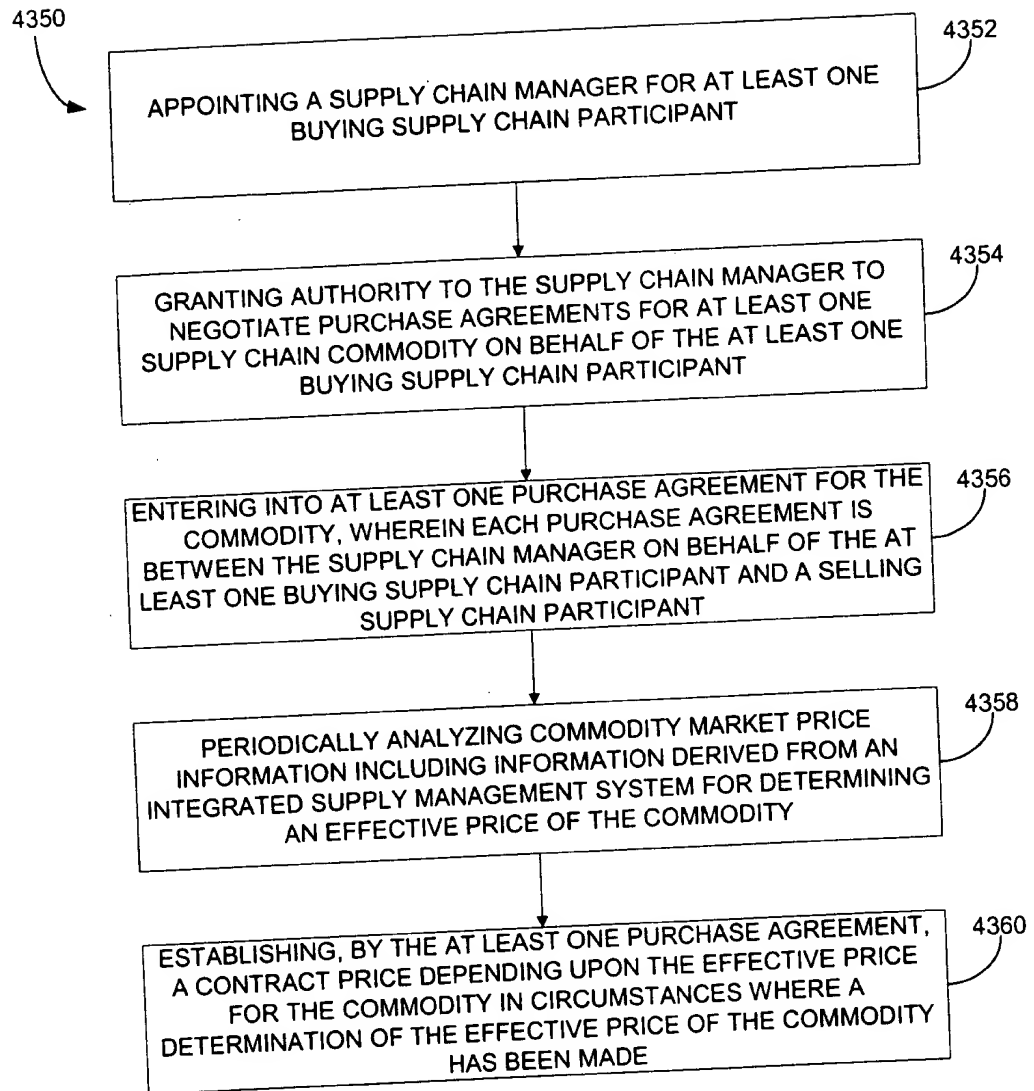 4350
4352
APPOINTING A SUPPLY CHAIN MANAGER FOR AT LEAST ONE
BUYING SUPPLY CHAIN PARTICIPANT
4354
GRANTING AUTHORITY TO THE SUPPLY CHAIN MANAGER TO
NEGOTIATE PURCHASE AGREEMENTS FOR AT LEAST ONE
SUPPLY CHAIN COMMODITY ON BEHALF OF THE AT LEAST ONE
BUYING SUPPLY CHAIN PARTICIPANT
4356
ENTERING INTO AT LEAST ONE PURCHASE AGREEMENT FOR THE
COMMODITY, WHEREIN EACH PURCHASE AGREEMENT IS
BETWEEN THE SUPPLY CHAIN MANAGER ON BEHALF OF THE AT
LEAST ONE BUYING SUPPLY CHAIN PARTICIPANT AND A SELLING
SUPPLY CHAIN PARTICIPANT
4358
PERIODICALLY ANALYZING COMMODITY MARKET PRICE
INFORMATION INCLUDING INFORMATION DERIVED FROM AN
INTEGRATED SUPPLY MANAGEMENT SYSTEM FOR DETERMINING
AN EFFECTIVE PRICE OF THE COMMODITY
4360
ESTABLISHING, BY THE AT LEAST ONE PURCHASE AGREEMENT,
A CONTRACT PRICE DEPENDING UPON THE EFFECTIVE PRICE
FOR THE COMMODITY IN CIRCUMSTANCES WHERE A
DETERMINATION OF THE EFFECTIVE PRICE OF THE COMMODITY
HAS BEEN MADE